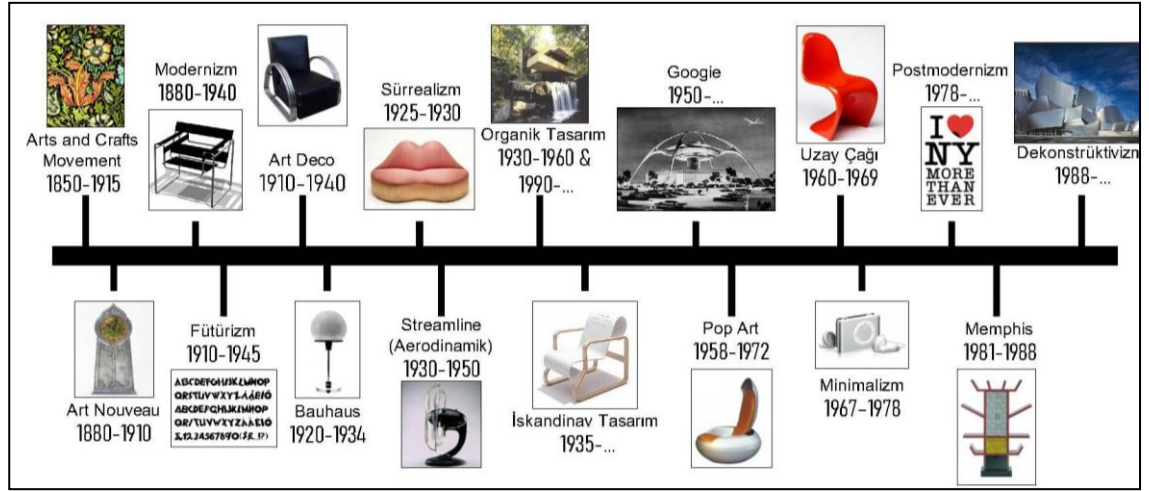 Arts and Crafts
Movement
1850-1915
Modernizm
1880-1940
Art Deco
1910-1940
Sürrealizm
1925-1930
Organik Tasarım
1930-1960 &
1990-...
Googie
1950-...
Uzay Çağı
1960-1969
Postmodernizm
1978-...
I
NY
MORE
THAN
EVER
Dekonstrüktivizn
1988-...
Art Nouveau
1880-1910
Fütürizm
1910-1945
Bauhaus
1920-1934
Streamline
(Aerodinamik)
1930-1950
İskandinav Tasarım
1935-...
Pop Art
1958-1972
Minimalizm
1967-1978
Memphis
1981-1988